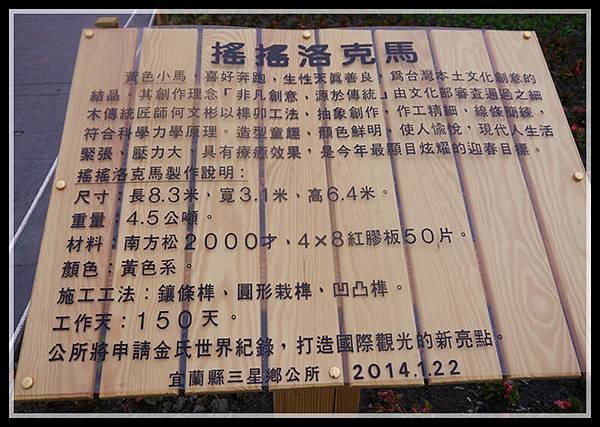 搖搖洛克馬
黃色小馬，喜好奔跑，生性天真善良，為台灣本土文化創意的
結晶，其創作理念「非凡創意，源於傳統」由文化部審查通過之細
木傳統匠師何文彬以榫卯工法、抽象創作，作工精細，線條簡練，
符合科學力學原理。造型童趣，顏色鮮明，使人愉悅，現代人生活
緊張、壓力大，具有療癒效果，是今年最顯目炫耀的迎春目標。
搖搖洛克馬製作說明：
尺寸：長8.3米、寬3.1米、高6.4米。
重量：4.5公噸。
材料：南方松2000才、4×8紅膠板50片。
顏色：黃色系。
施工工法：鑲條榫、圓形栽榫、凹凸榫。
工作天：150天。
公所將申請金氏世界紀錄，打造國際觀光的新亮點。
宜蘭縣三星鄉公所 2014.1.22